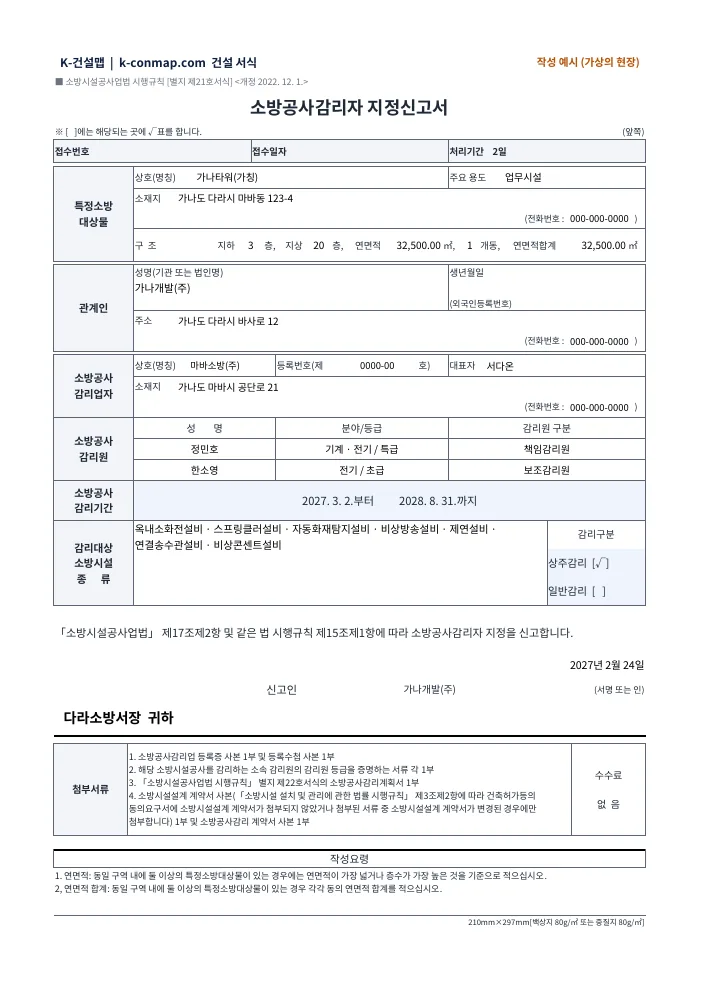 K-건설맵 | k-conmap.com 건설 서식
작성 예시 (가상의 현장)
■ 소방시설공사업법 시행규칙 [별지 제21호서식] <개정 2022. 12. 1.>
소방공사감리자 지정신고서
※ [ ]에는 해당되는 곳에 √표를 합니다.
(앞쪽)
접수번호 접수일자 처리기간 2일
특정소방
대상물
상호(명칭) 가나타워(가칭) 주요 용도 업무시설
소재지 가나도 다라시 마바동 123-4
(전화번호 : 000-000-0000 )
구 조 지하 3 층, 지상 20 층, 연면적 32,500.00 ㎡, 1 개동, 연면적합계 32,500.00 ㎡
관계인
성명(기관 또는 법인명)
가나개발(주)
생년월일
(외국인등록번호)
주소 가나도 다라시 바사로 12
(전화번호 : 000-000-0000 )
소방공사
감리업자
상호(명칭) 마바소방(주) 등록번호(제 0000-00 호) 대표자 서다온
소재지 가나도 마바시 공단로 21
(전화번호 : 000-000-0000 )
소방공사
감리원
성 명 분야/등급 감리원 구분
정민호 기계 · 전기 / 특급 책임감리원
한소영 전기 / 초급 보조감리원
소방공사
감리기간
2027. 3. 2.부터 2028. 8. 31.까지
감리대상
소방시설
종 류
옥내소화전설비 · 스프링클러설비 · 자동화재탐지설비 · 비상방송설비 · 제연설비 ·
연결송수관설비 · 비상콘센트설비
감리구분
상주감리 [√]
일반감리 [ ]
「소방시설공사업법」 제17조제2항 및 같은 법 시행규칙 제15조제1항에 따라 소방공사감리자 지정을 신고합니다.
2027년 2월 24일
신고인 가나개발(주) (서명 또는 인)
다라소방서장 귀하
첨부서류
1. 소방공사감리업 등록증 사본 1부 및 등록수첩 사본 1부
2. 해당 소방시설공사를 감리하는 소속 감리원의 감리원 등급을 증명하는 서류 각 1부
3. 「소방시설공사업법 시행규칙」 별지 제22호서식의 소방공사감리계획서 1부
4. 소방시설설계 계약서 사본(「소방시설 설치 및 관리에 관한 법률 시행규칙」 제3조제2항에 따라 건축허가등의
동의요구서에 소방시설설계 계약서가 첨부되지 않았거나 첨부된 서류 중 소방시설설계 계약서가 변경된 경우에만
첨부합니다) 1부 및 소방공사감리 계약서 사본 1부
수수료
없 음
작성요령
1. 연면적: 동일 구역 내에 둘 이상의 특정소방대상물이 있는 경우에는 연면적이 가장 넓거나 층수가 가장 높은 것을 기준으로 적으십시오.
2, 연면적 합계: 동일 구역 내에 둘 이상의 특정소방대상물이 있는 경우 각각 동의 연면적 합계를 적으십시오.
210mm×297mm[백상지 80g/㎡ 또는 중질지 80g/㎡]